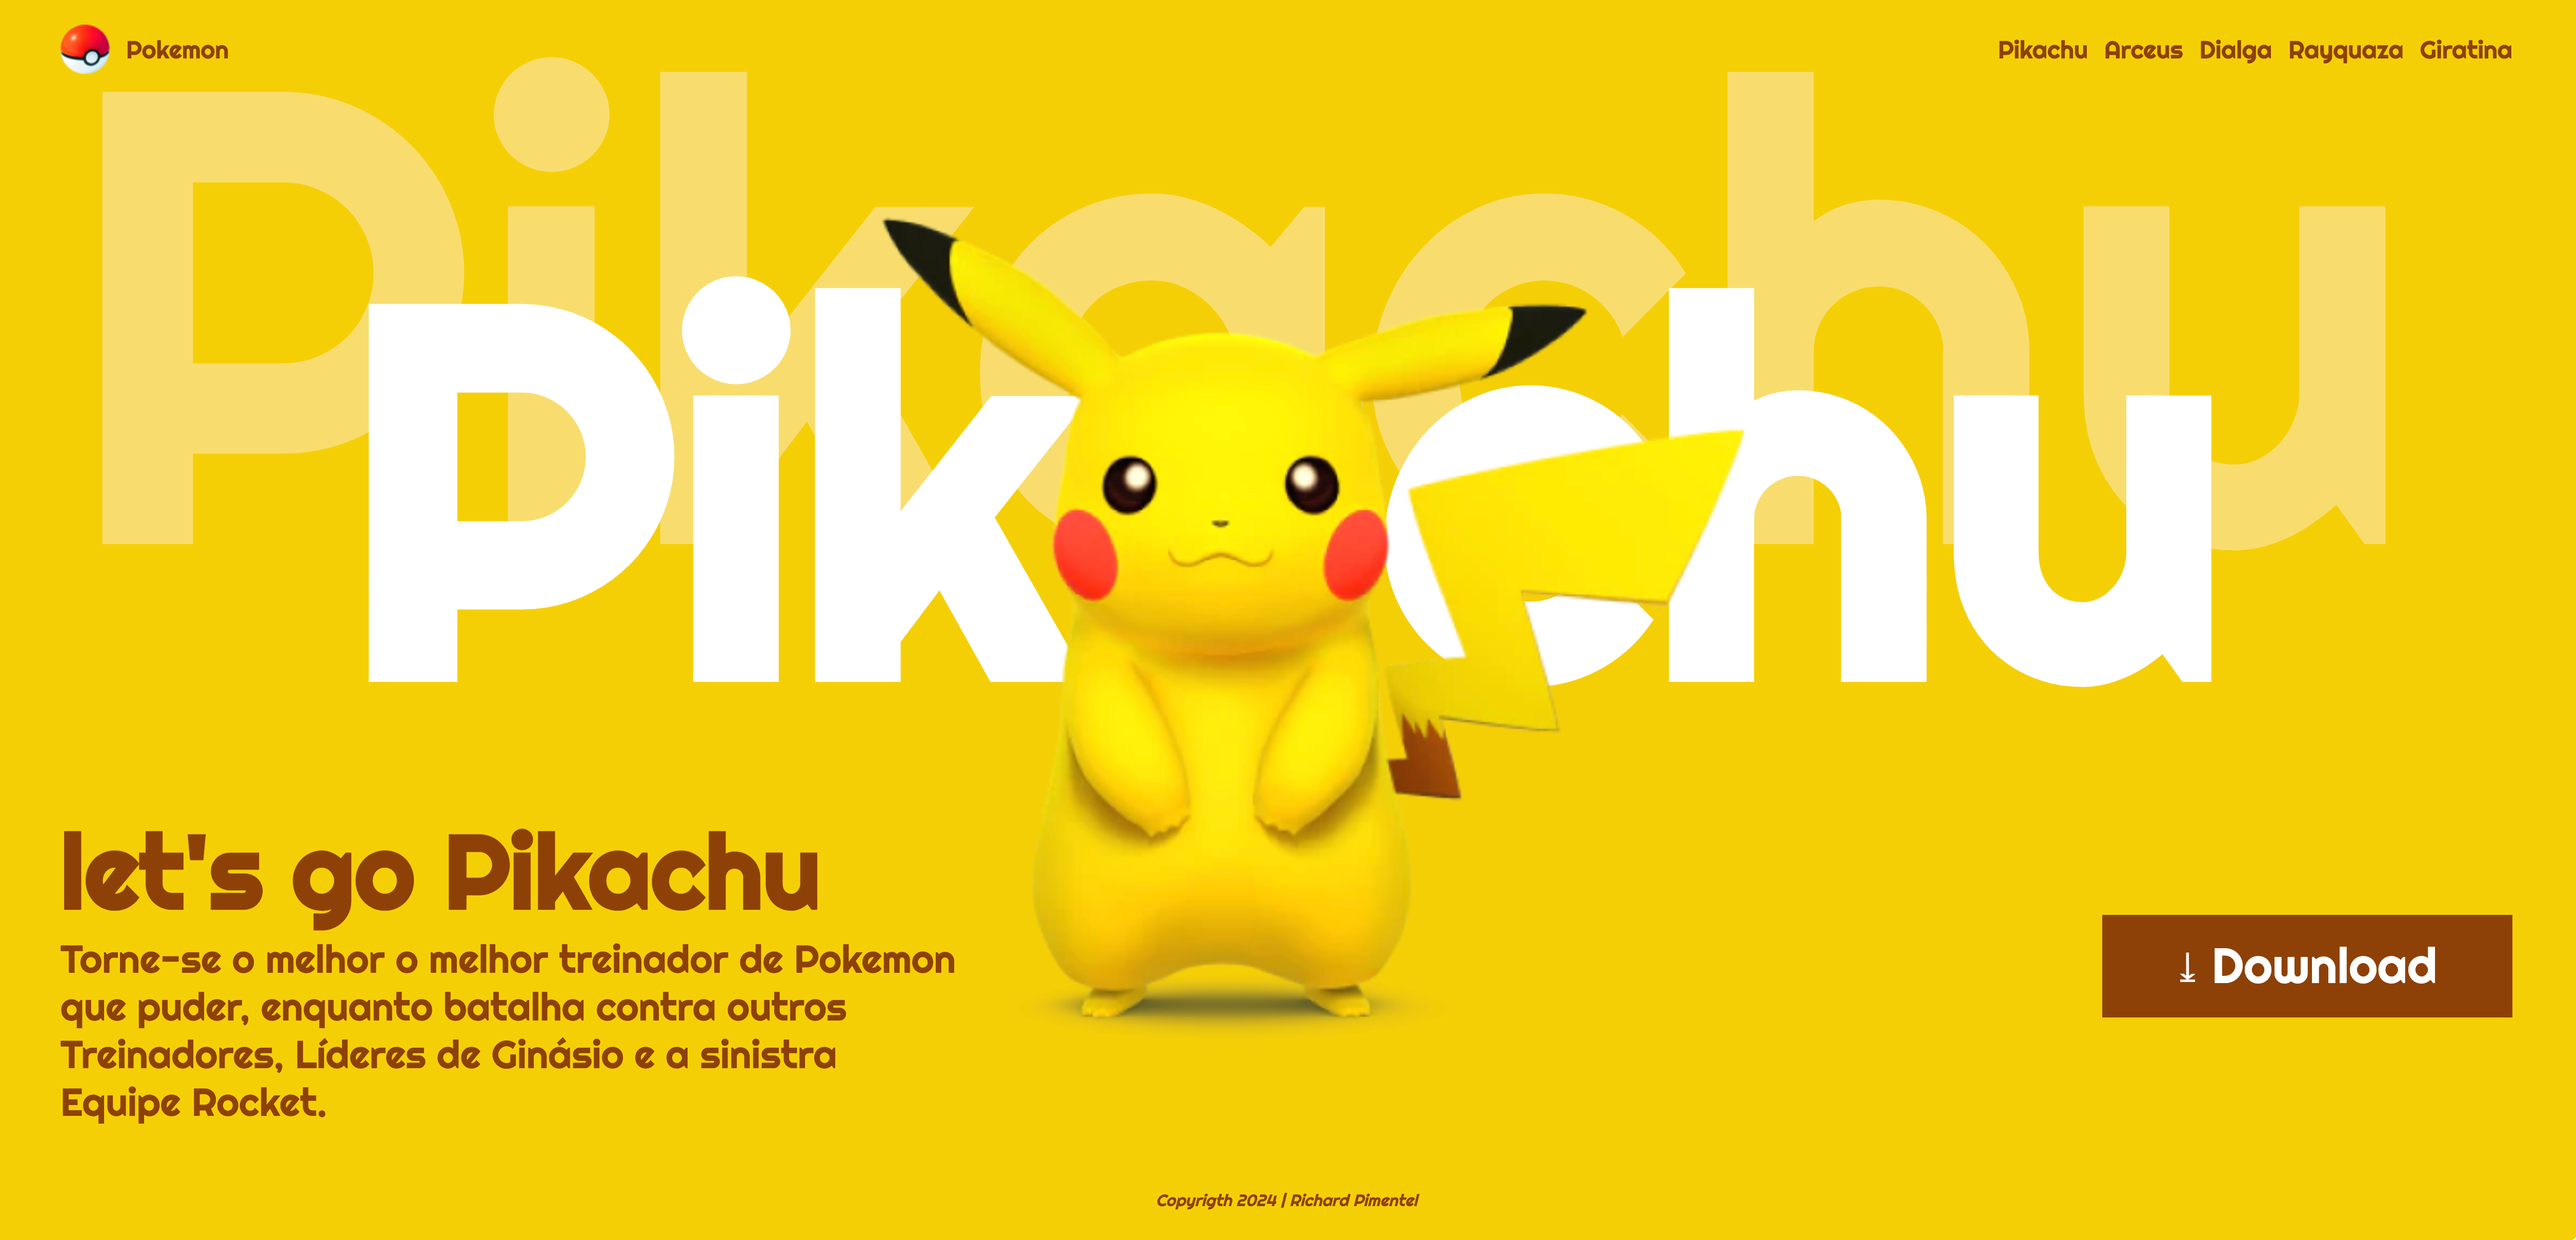 Pokemon
Pikachu Arceus Dialga Rayquaza Giratina
Pikachu
Pikachu
let's go Pikachu
Torne-se o melhor o melhor treinador de Pokemon
que puder, enquanto batalha contra outros
Treinadores, Líderes de Ginásio e a sinistra
Equipe Rocket.
Download
Copyrigth 2024 | Richard Pimentel